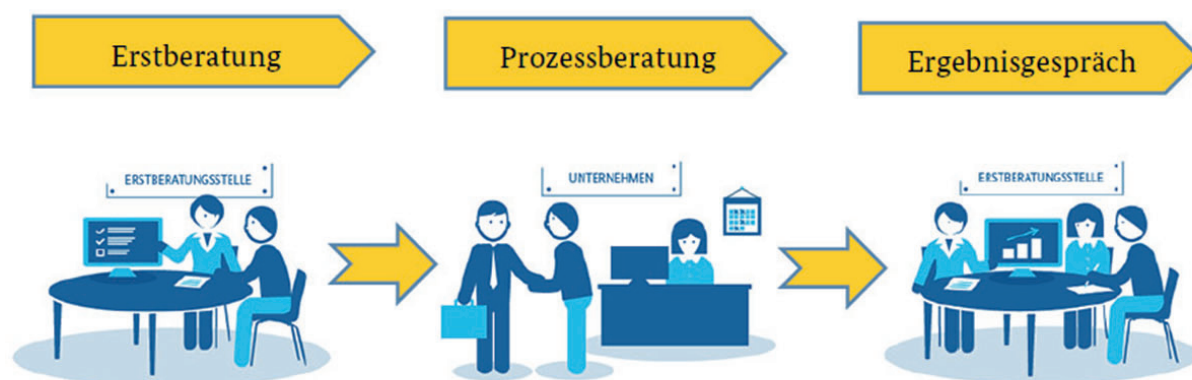 Erstberatung
Prozessberatung
Ergebnisgespräch
ERSTBERATUNGSSTELLE
UNTERNEHMEN
ERSTBERATUNGSSTELLE